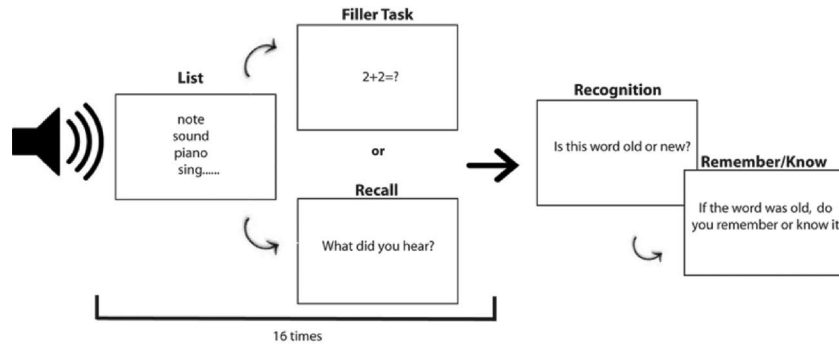 Filler Task
2+2=?
List
note
sound
piano
sing......
or
Recall
What did you hear?
16 times
Recognition
Is this word old or new?
Remember/Know
If the word was old, do
you remember or know it